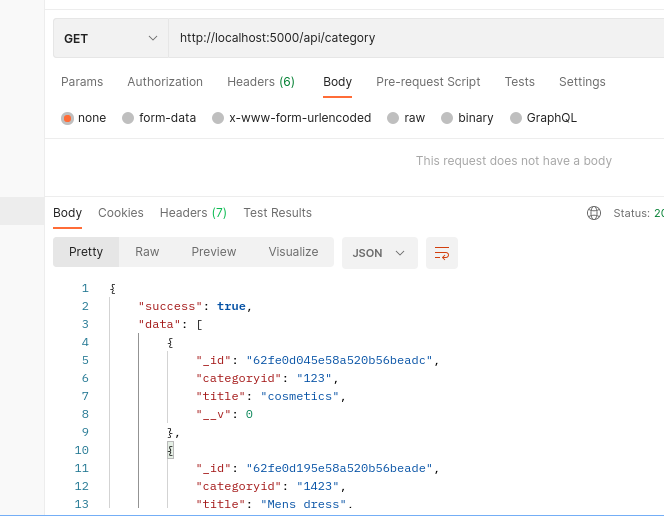 GET http://localhost:5000/api/category
Params Authorization Headers (6) Body Pre-request Script Tests Settings
none form-data x-www-form-urlencoded raw binary GraphQL
This request does not have a body
Body Cookies Headers (7) Test Results Status: 20
Pretty Raw Preview Visualize JSON
1 {
2 "success": true,
3 "data": [
4 {
5 "_id": "62fe0d045e58a520b56beadc",
6 "categoryid": "123",
7 "title": "cosmetics",
8 "__v": 0
9 },
10 {
11 "_id": "62fe0d195e58a520b56beade",
12 "categoryid": "1423",
13 "title": "Mens dress",